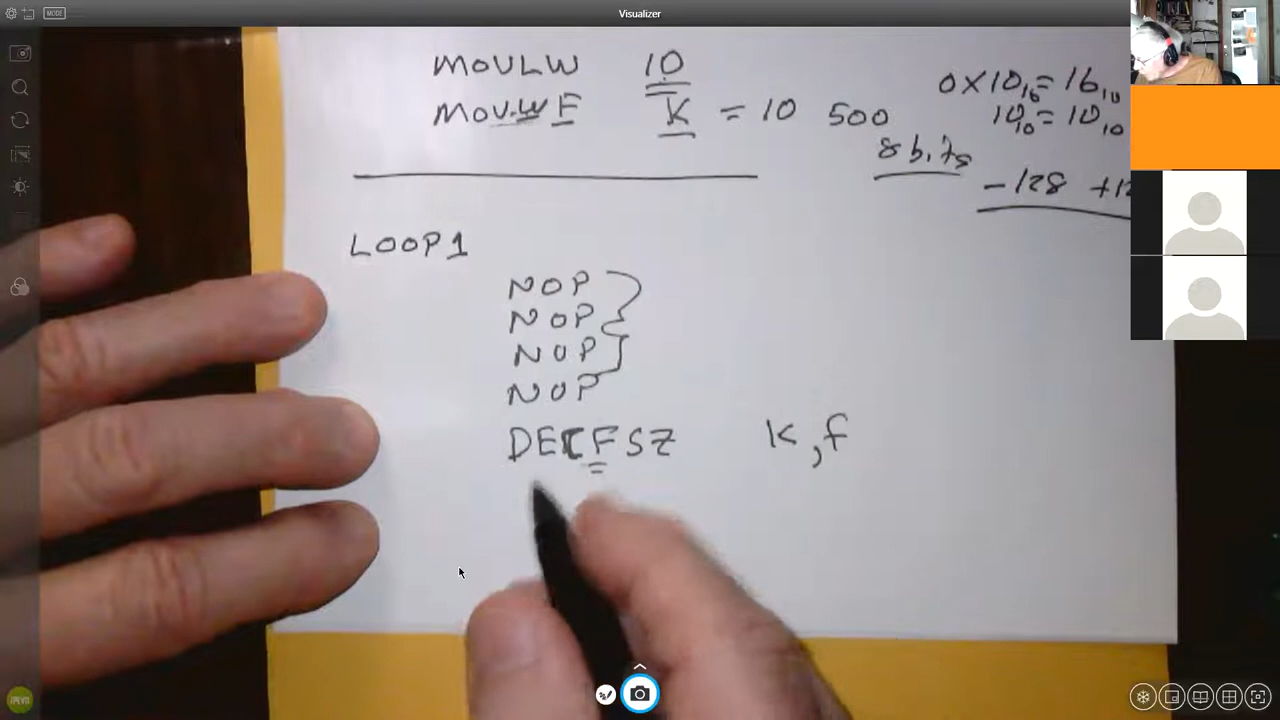 Visualizer
MODE
MOVLW 10
MOVWF K = 10 500
0X10₁₆ = 16₁₀
10₁₀ = 10₁₀
8 bits
-128
LOOP1
NOP
NOP
NOP
NOP
DECFSZ K,f